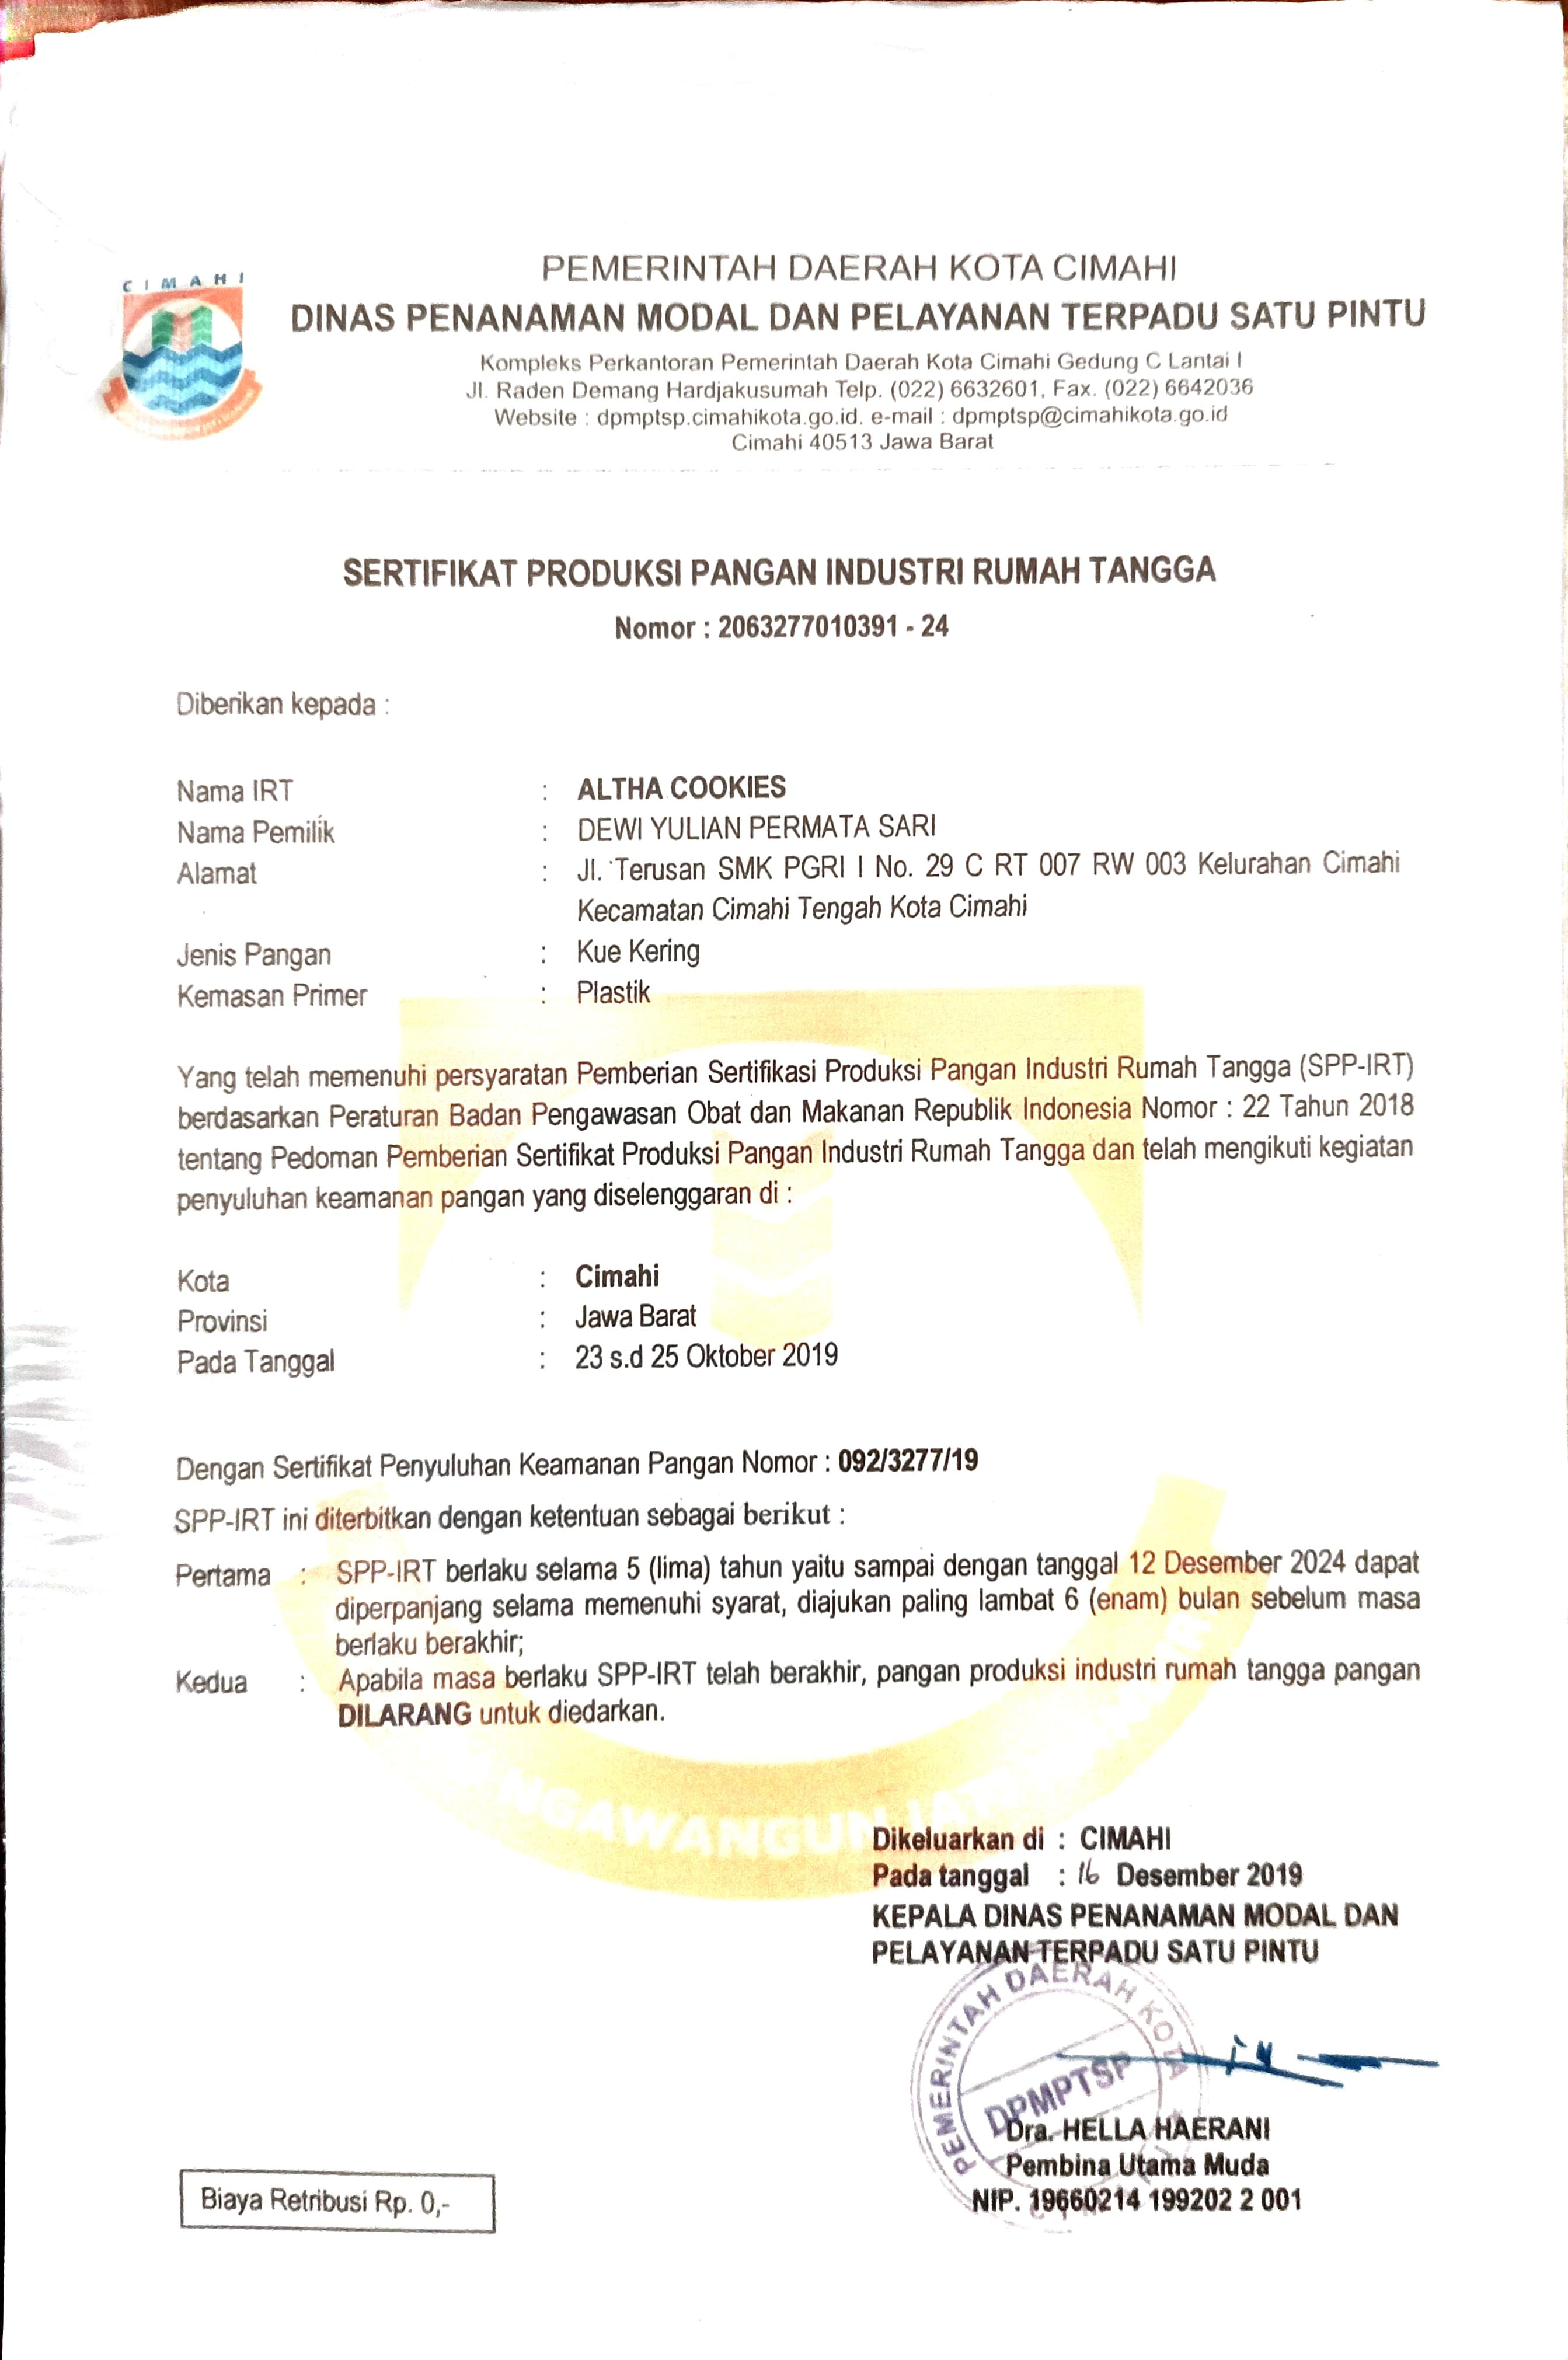 CIMAHI
PEMERINTAH DAERAH KOTA CIMAHI
DINAS PENANAMAN MODAL DAN PELAYANAN TERPADU SATU PINTU
Kompleks Perkantoran Pemerintah Daerah Kota Cimahi Gedung C Lantai I
Jl. Raden Demang Hardjakusumah Telp. (022) 6632601, Fax. (022) 6642036
Website : dpmptsp.cimahikota.go.id. e-mail : dpmptsp@cimahikota.go.id
Cimahi 40513 Jawa Barat
SERTIFIKAT PRODUKSI PANGAN INDUSTRI RUMAH TANGGA
Nomor : 2063277010391 - 24
Diberikan kepada :
Nama IRT : ALTHA COOKIES
Nama Pemilik : DEWI YULIAN PERMATA SARI
Alamat : Jl. Terusan SMK PGRI I No. 29 C RT 007 RW 003 Kelurahan Cimahi
Kecamatan Cimahi Tengah Kota Cimahi
Jenis Pangan : Kue Kering
Kemasan Primer : Plastik
Yang telah memenuhi persyaratan Pemberian Sertifikasi Produksi Pangan Industri Rumah Tangga (SPP-IRT)
berdasarkan Peraturan Badan Pengawasan Obat dan Makanan Republik Indonesia Nomor : 22 Tahun 2018
tentang Pedoman Pemberian Sertifikat Produksi Pangan Industri Rumah Tangga dan telah mengikuti kegiatan
penyuluhan keamanan pangan yang diselenggaran di :
Kota : Cimahi
Provinsi : Jawa Barat
Pada Tanggal : 23 s.d 25 Oktober 2019
Dengan Sertifikat Penyuluhan Keamanan Pangan Nomor : 092/3277/19
SPP-IRT ini diterbitkan dengan ketentuan sebagai berikut :
Pertama : SPP-IRT berlaku selama 5 (lima) tahun yaitu sampai dengan tanggal 12 Desember 2024 dapat
diperpanjang selama memenuhi syarat, diajukan paling lambat 6 (enam) bulan sebelum masa
berlaku berakhir;
Kedua : Apabila masa berlaku SPP-IRT telah berakhir, pangan produksi industri rumah tangga pangan
DILARANG untuk diedarkan.
Dikeluarkan di : CIMAHI
Pada tanggal : 16 Desember 2019
KEPALA DINAS PENANAMAN MODAL DAN
PELAYANAN TERPADU SATU PINTU
PEMERINTAH DAERAH KOTA
DPMPTSP
Dra. HELLA HAERANI
Pembina Utama Muda
NIP. 19660214 199202 2 001
Biaya Retribusi Rp. 0,-